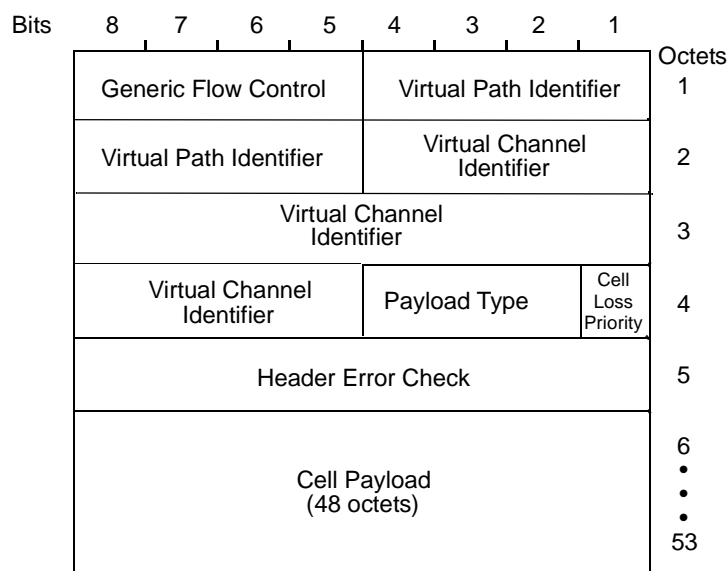 Bits 8 7 6 5 4 3 2 1
Octets
Generic Flow Control Virtual Path Identifier 1
Virtual Path Identifier Virtual Channel
Identifier 2
Virtual Channel
Identifier 3
Virtual Channel
Identifier Payload Type Cell
Loss
Priority 4
Header Error Check 5
6
Cell Payload
(48 octets)
53